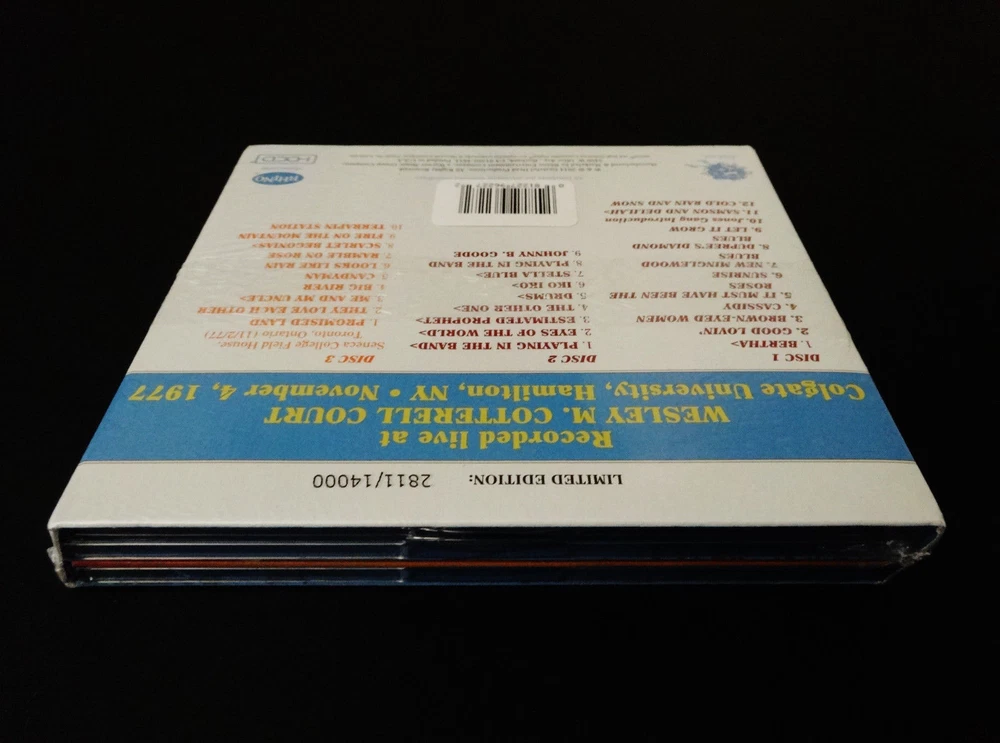 LIMITED EDITION: 2811/14000
Recorded live at
WESLEY M. COTTERELL COURT
Colgate University, Hamilton, NY • November 4, 1977
DISC 1
1. BERTHA>
2. GOOD LOVIN'
3. BROWN-EYED WOMEN
4. CASSIDY
5. IT MUST HAVE BEEN THE
ROSES
6. SUNRISE
7. NEW MINGLEWOOD
BLUES
8. DUPREE'S DIAMOND
BLUES
9. LET IT GROW
10. Jones Gang Introduction
11. SAMSON AND DELILAH>
12. COLD RAIN AND SNOW
DISC 2
1. PLAYING IN THE BAND>
2. EYES OF THE WORLD>
3. ESTIMATED PROPHET>
4. THE OTHER ONE>
5. DRUMS>
6. IKO IKO>
7. STELLA BLUE>
8. PLAYING IN THE BAND
9. JOHNNY B. GOODE
DISC 3
Seneca College Field House,
Toronto, Ontario (11/2/77)
1. PROMISED LAND
2. THEY LOVE EACH OTHER
3. ME AND MY UNCLE>
4. BIG RIVER
5. CANDYMAN
6. LOOKS LIKE RAIN
7. RAMBLE ON ROSE
8. SCARLET BEGONIAS>
9. FIRE ON THE MOUNTAIN
10. TERRAPIN STATION
RHINO
HDCD